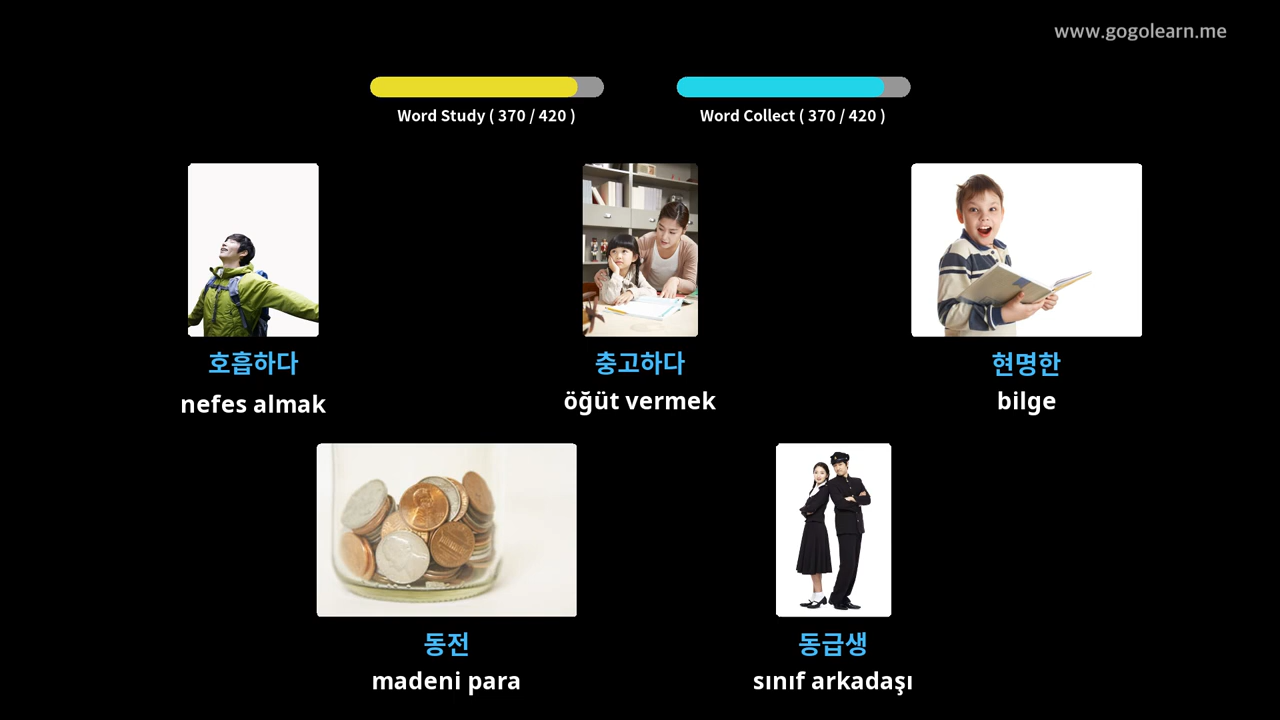 www.gogolearn.me
Word Study ( 370 / 420 )
Word Collect ( 370 / 420 )
호흡하다
nefes almak
충고하다
öğüt vermek
현명한
bilge
동전
madeni para
동급생
sınıf arkadaşı